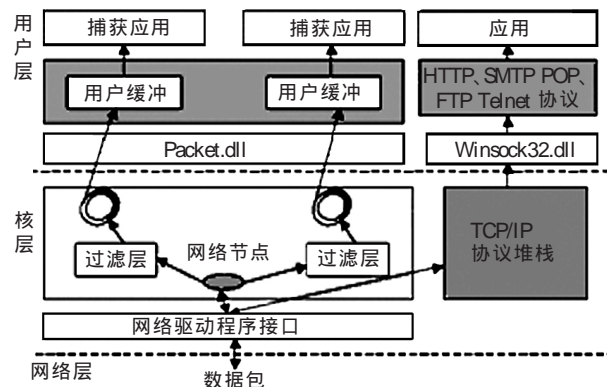 用户层
捕获应用
捕获应用
应用
用户缓冲
用户缓冲
HTTP、SMTP POP、
FTP Telnet 协议
Packet.dll
Winsock32.dll
核层
过滤层
网络节点
过滤层
TCP/IP
协议堆栈
网络驱动程序接口
网络层
数据包